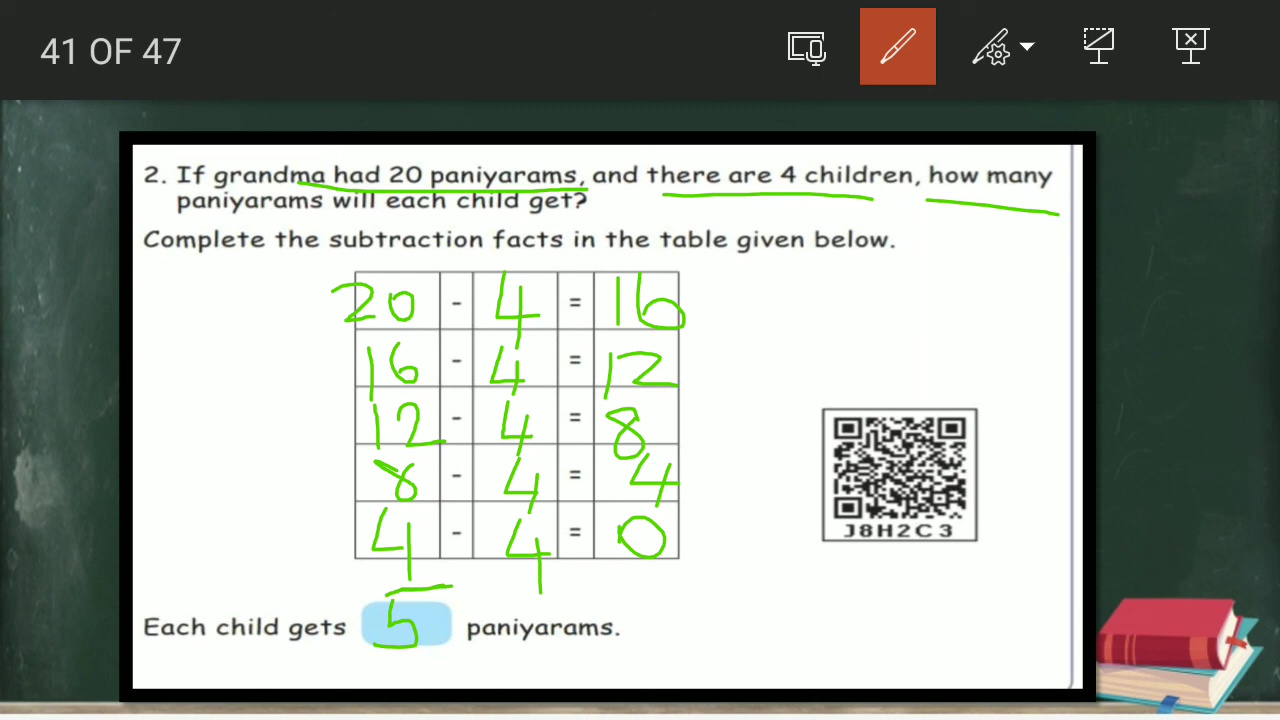 41 OF 47
2. If grandma had 20 paniyarams, and there are 4 children, how many
paniyarams will each child get?
Complete the subtraction facts in the table given below.
20 - 4 = 16
16 - 4 = 12
12 - 4 = 8
8 - 4 = 4
4 - 4 = 0
J8H2C3
Each child gets 5 paniyarams.